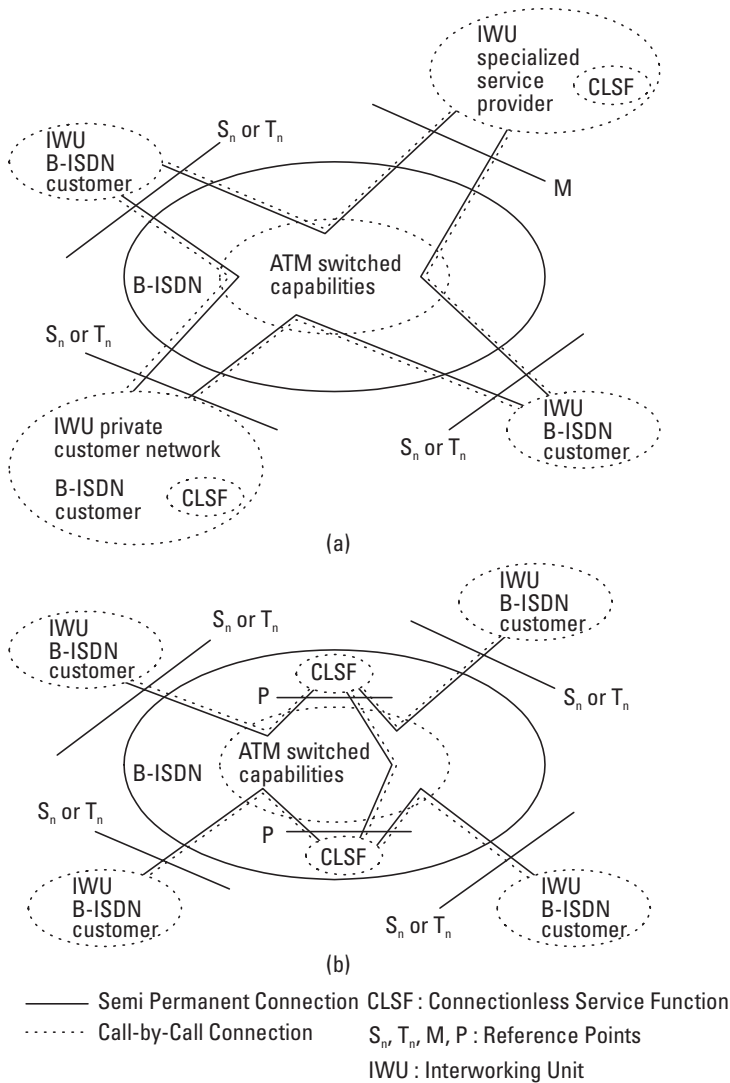 IWU
specialized
service
provider
CLSF
M
Sn or Tn
IWU
B-ISDN
customer
B-ISDN
ATM switched
capabilities
Sn or Tn
IWU private
customer network
B-ISDN
customer
CLSF
Sn or Tn
IWU
B-ISDN
customer
(a)
IWU
B-ISDN
customer
Sn or Tn
IWU
B-ISDN
customer
Sn or Tn
CLSF
P
B-ISDN
ATM switched
capabilities
P
CLSF
Sn or Tn
IWU
B-ISDN
customer
Sn or Tn
IWU
B-ISDN
customer
(b)
Semi Permanent Connection
Call-by-Call Connection
CLSF : Connectionless Service Function
Sn, Tn, M, P : Reference Points
IWU : Interworking Unit